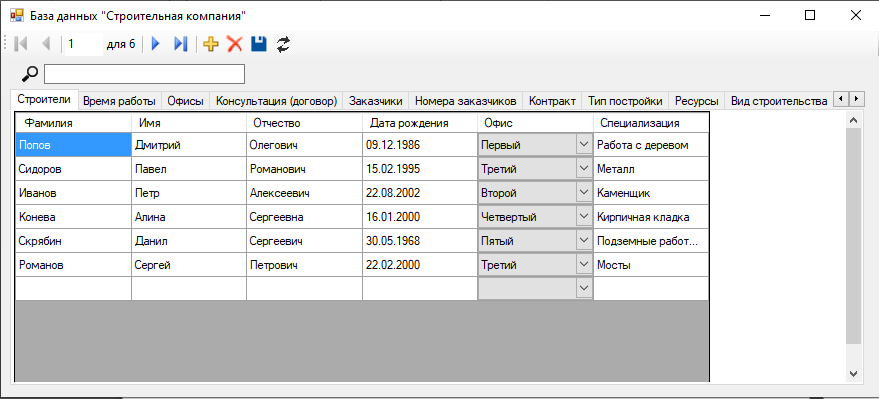 База данных "Строительная компания"
1 для 6
Строители Время работы Офисы Консультация (договор) Заказчики Номера заказчиков Контракт Тип постройки Ресурсы Вид строительства
Фамилия Имя Отчество Дата рождения Офис Специализация
Попов Дмитрий Олегович 09.12.1986 Первый Работа с деревом
Сидоров Павел Романович 15.02.1995 Третий Металл
Иванов Петр Алексеевич 22.08.2002 Второй Каменщик
Конева Алина Сергеевна 16.01.2000 Четвертый Кирпичная кладка
Скрябин Данил Сергеевич 30.05.1968 Пятый Подземные работ...
Романов Сергей Петрович 22.02.2000 Третий Мосты